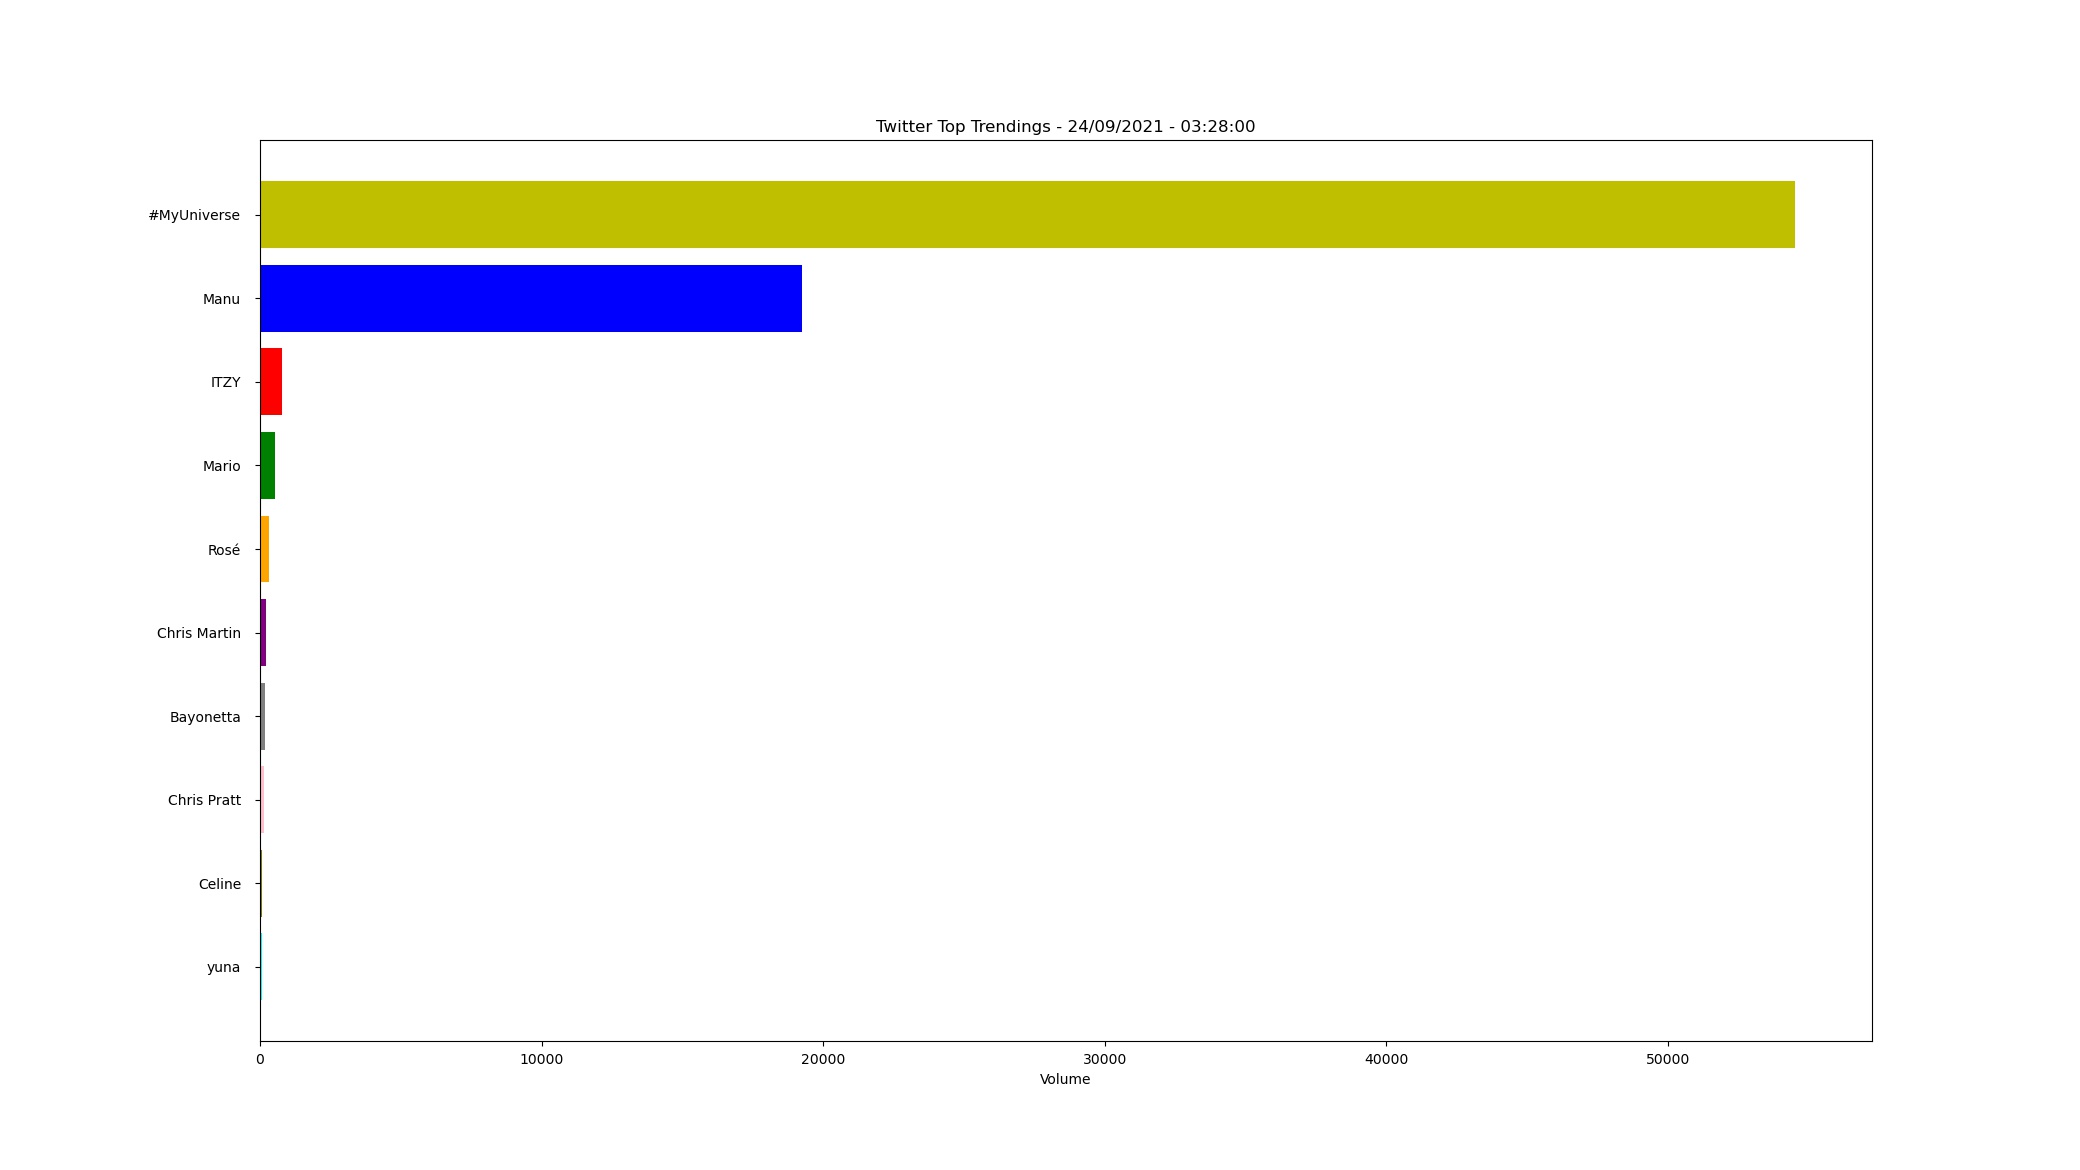 Twitter Top Trendings - 24/09/2021 - 03:28:00
#MyUniverse
Manu
ITZY
Mario
Rosé
Chris Martin
Bayonetta
Chris Pratt
Celine
yuna
0 10000 20000 30000 40000 50000
Volume